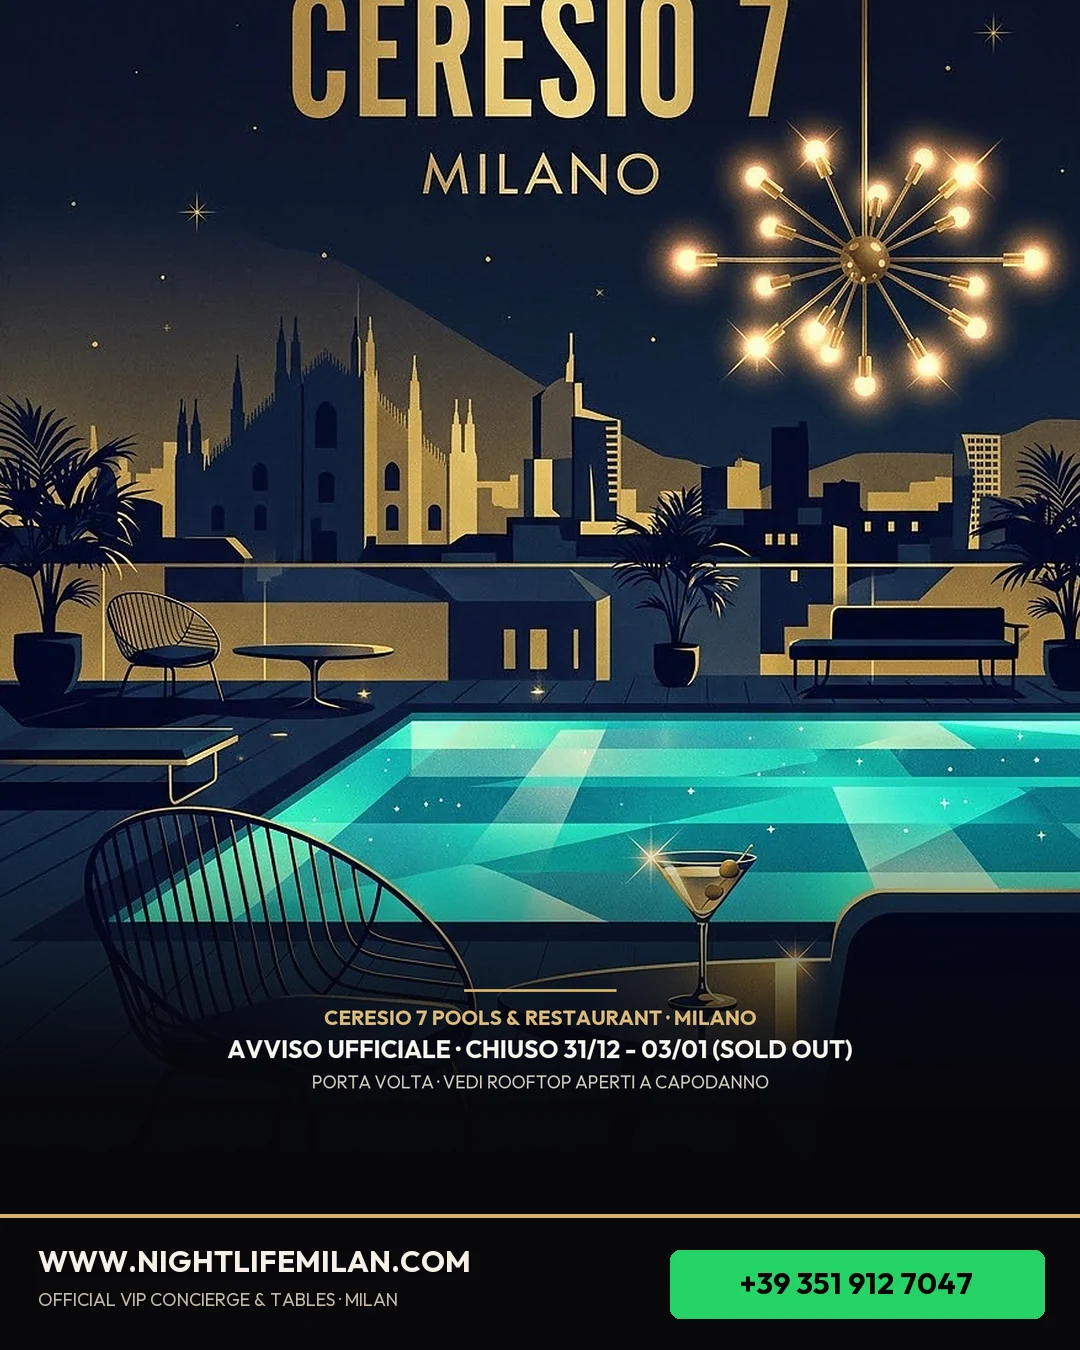 CERESIO 7
MILANO
CERESIO 7 POOLS & RESTAURANT · MILANO
AVVISO UFFICIALE · CHIUSO 31/12 - 03/01 (SOLD OUT)
PORTA VOLTA · VEDI ROOFTOP APERTI A CAPODANNO
WWW.NIGHTLIFEMILAN.COM
OFFICIAL VIP CONCIERGE & TABLES · MILAN
+39 351 912 7047